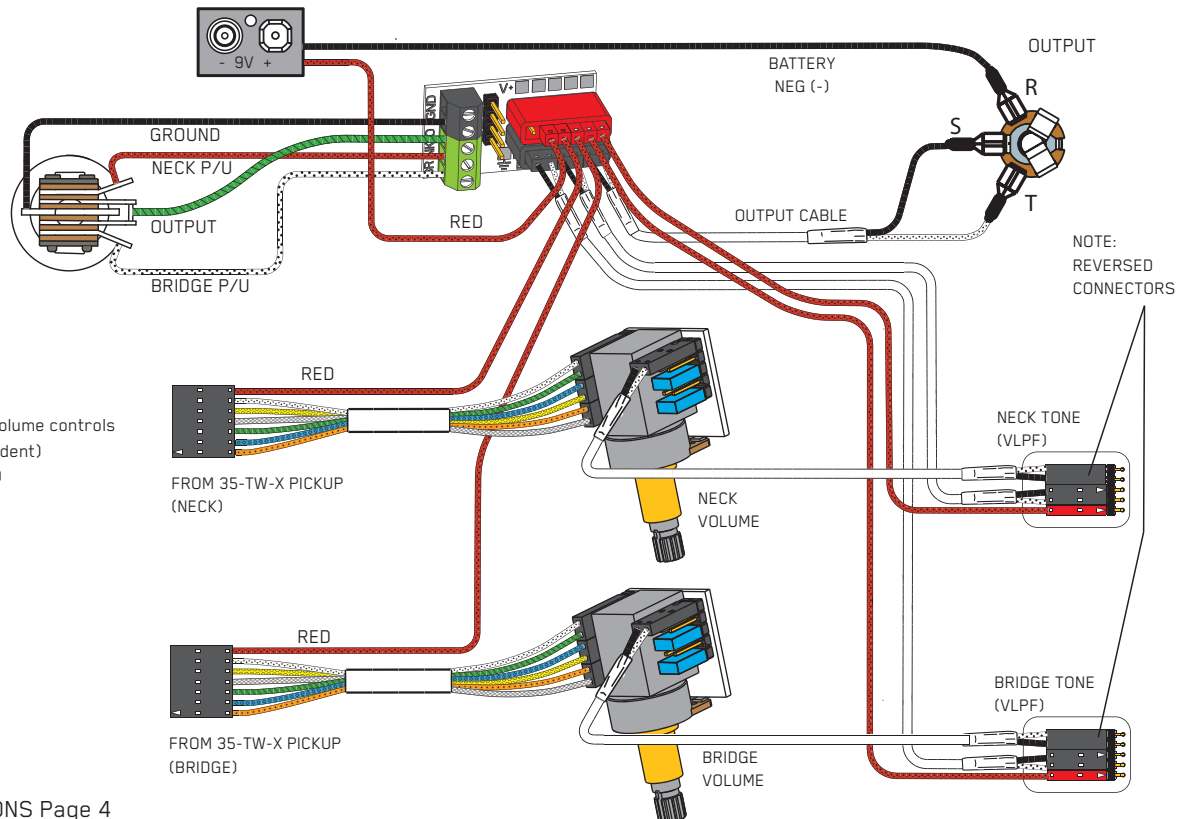 - 9V +
OUTPUT
BATTERY
NEG (-)
R
S
T
V+
GND
GROUND
NECK P/U
OUTPUT
BRIDGE P/U
RED
OUTPUT CABLE
NOTE:
REVERSED
CONNECTORS
RED
olume controls
dent)
FROM 35-TW-X PICKUP
(NECK)
NECK
VOLUME
NECK TONE
(VLPF)
RED
FROM 35-TW-X PICKUP
(BRIDGE)
BRIDGE
VOLUME
BRIDGE TONE
(VLPF)
ONS Page 4